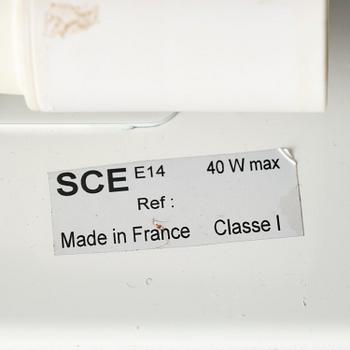 SCE E14 40 W max
Ref :
Made in France Classe I